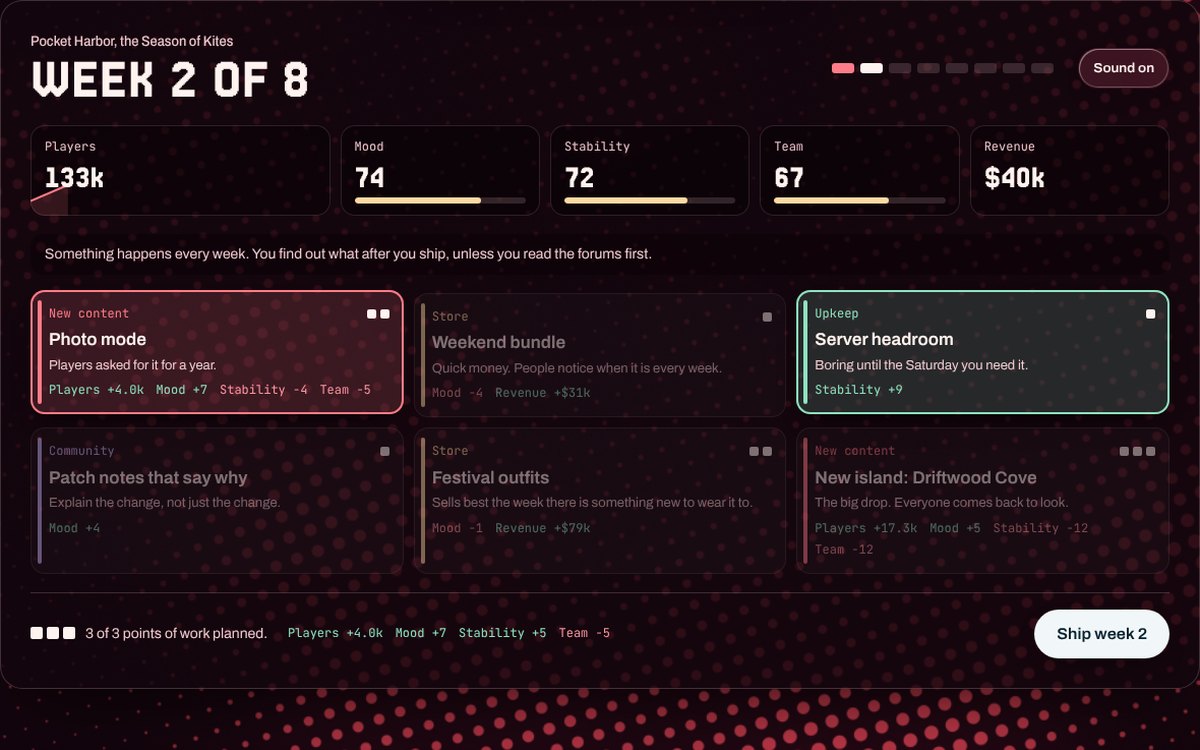 Pocket Harbor, the Season of Kites
WEEK 2 OF 8
Sound on
Players
133k
Mood
74
Stability
72
Team
67
Revenue
$40k
Something happens every week. You find out what after you ship, unless you read the forums first.
New content
Photo mode
Players asked for it for a year.
Players +4.0k Mood +7 Stability -4 Team -5
Store
Weekend bundle
Quick money. People notice when it is every week.
Mood -4 Revenue +$31k
Upkeep
Server headroom
Boring until the Saturday you need it.
Stability +9
Community
Patch notes that say why
Explain the change, not just the change.
Mood +4
Store
Festival outfits
Sells best the week there is something new to wear it to.
Mood -1 Revenue +$79k
New content
New island: Driftwood Cove
The big drop. Everyone comes back to look.
Players +17.3k Mood +5 Stability -12
Team -12
3 of 3 points of work planned.
Players +4.0k Mood +7 Stability +5 Team -5
Ship week 2